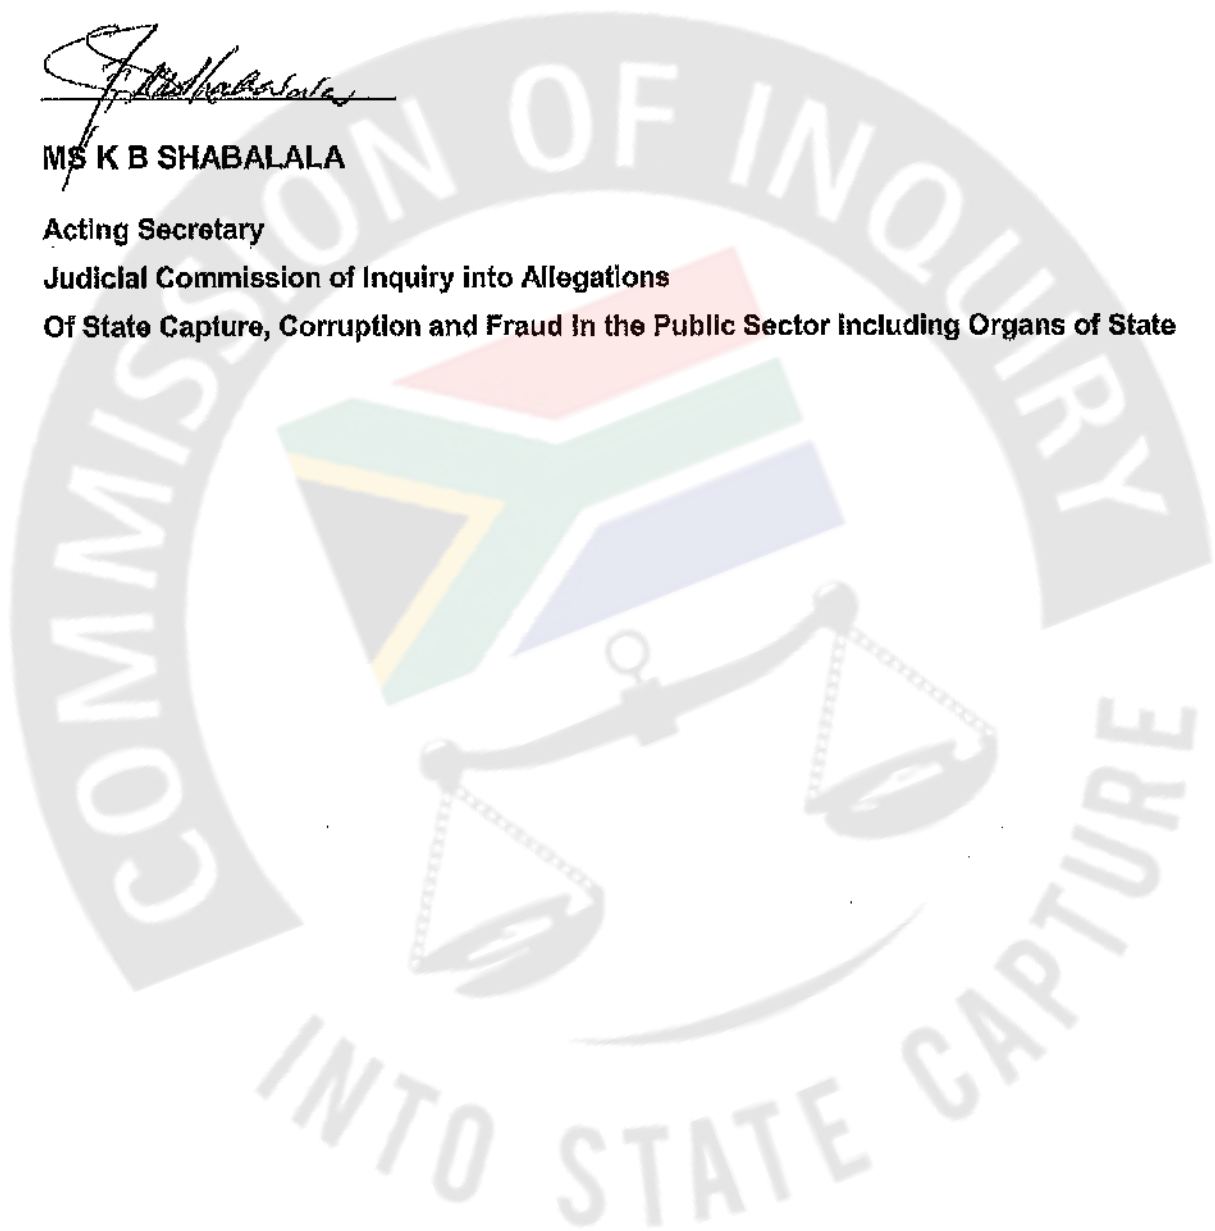 MS K B SHABALALA
Acting Secretary
Judicial Commission of Inquiry into Allegations
Of State Capture, Corruption and Fraud in the Public Sector including Organs of State
COMMISSION OF INQUIRY
INTO STATE CAPTURE